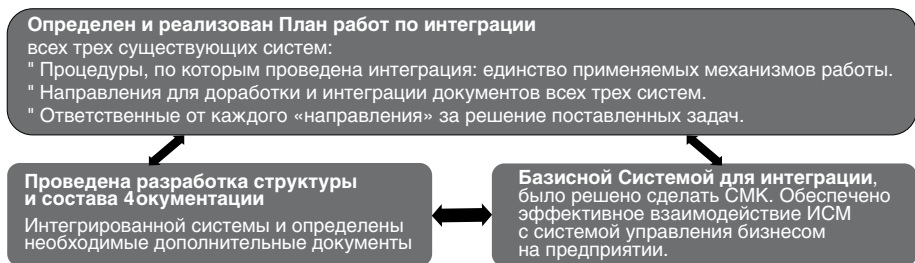 Определен и реализован План работ по интеграции
всех трех существующих систем:
" Процедуры, по которым проведена интеграция: единство применяемых механизмов работы.
" Направления для доработки и интеграции документов всех трех систем.
" Ответственные от каждого «направления» за решение поставленных задач.
Проведена разработка структуры
и состава 4окументации
Интегрированной системы и определены
необходимые дополнительные документы
Базисной Системой для интеграции,
было решено сделать СМК. Обеспечено
эффективное взаимодействие ИСМ
с системой управления бизнесом
на предприятии.